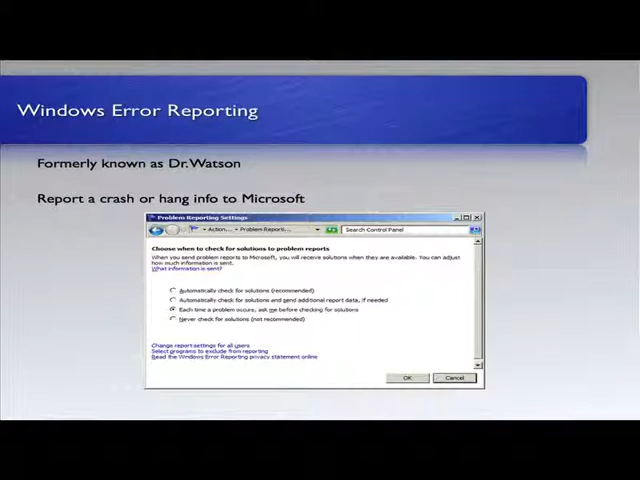 Windows Error Reporting
Formerly known as Dr. Watson
Report a crash or hang info to Microsoft
Problem Reporting Settings
« Action... ▸ Problem Reporti...
Search Control Panel
Choose when to check for solutions to problem reports
When you send problem reports to Microsoft, you will receive solutions when they are available. You can adjust
how much information is sent.
What information is sent?
Automatically check for solutions (recommended)
Automatically check for solutions and send additional report data, if needed
Each time a problem occurs, ask me before checking for solutions
Never check for solutions (not recommended)
Change report settings for all users
Select programs to exclude from reporting
Read the Windows Error Reporting privacy statement online
OK
Cancel